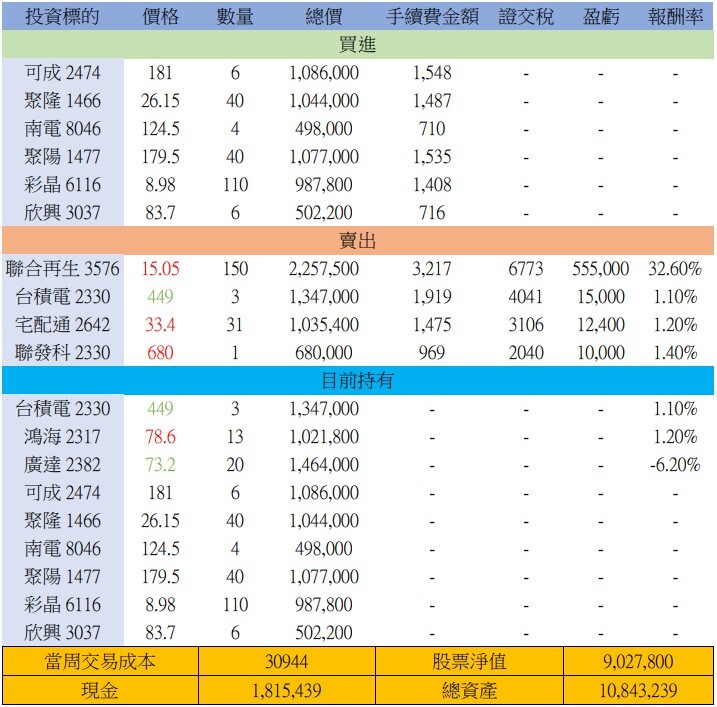 投資標的 價格 數量 總價 手續費金額 證交稅 盈虧 報酬率
買進
可成 2474 181 6 1,086,000 1,548 - - -
聚隆 1466 26.15 40 1,044,000 1,487 - - -
南電 8046 124.5 4 498,000 710 - - -
聚陽 1477 179.5 40 1,077,000 1,535 - - -
彩晶 6116 8.98 110 987,800 1,408 - - -
欣興 3037 83.7 6 502,200 716 - - -
賣出
聯合再生 3576 15.05 150 2,257,500 3,217 6773 555,000 32.60%
台積電 2330 449 3 1,347,000 1,919 4041 15,000 1.10%
宅配通 2642 33.4 31 1,035,400 1,475 3106 12,400 1.20%
聯發科 2330 680 1 680,000 969 2040 10,000 1.40%
目前持有
台積電 2330 449 3 1,347,000 - - - 1.10%
鴻海 2317 78.6 13 1,021,800 - - - 1.20%
廣達 2382 73.2 20 1,464,000 - - - -6.20%
可成 2474 181 6 1,086,000 - - - -
聚隆 1466 26.15 40 1,044,000 - - - -
南電 8046 124.5 4 498,000 - - - -
聚陽 1477 179.5 40 1,077,000 - - - -
彩晶 6116 8.98 110 987,800 - - - -
欣興 3037 83.7 6 502,200 - - - -
當周交易成本 30944 股票淨值 9,027,800
現金 1,815,439 總資產 10,843,239